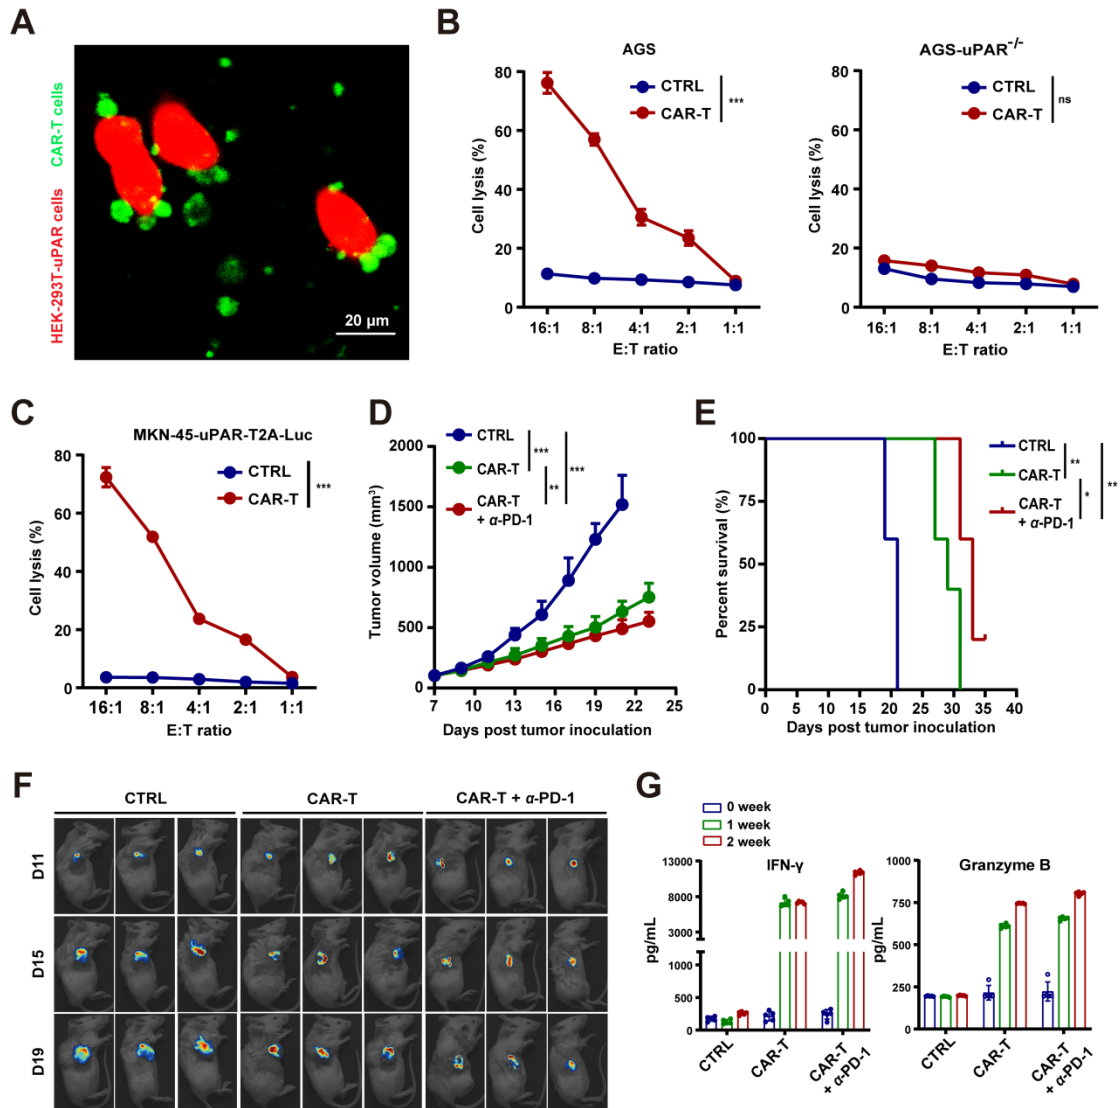 A
CAR-T cells
HEK-293T-uPAR cells
20 μm
B
AGS
CTRL
CAR-T
***
Cell lysis (%)
80
60
40
20
0
16:1
8:1
4:1
2:1
1:1
E:T ratio
AGS-uPAR⁻/⁻
CTRL
CAR-T
ns
Cell lysis (%)
80
60
40
20
0
16:1
8:1
4:1
2:1
1:1
E:T ratio
C
MKN-45-uPAR-T2A-Luc
CTRL
CAR-T
***
Cell lysis (%)
80
60
40
20
0
16:1
8:1
4:1
2:1
1:1
E:T ratio
D
CTRL
CAR-T
CAR-T
+ α-PD-1
***
**
***
Tumor volume (mm³)
2000
1500
1000
500
0
7
10
13
16
19
22
25
Days post tumor inoculation
E
CTRL
CAR-T
CAR-T
+ α-PD-1
**
*
**
Percent survival (%)
100
75
50
25
0
0
10
20
30
40
Days post tumor inoculation
F
CTRL
CAR-T
CAR-T + α-PD-1
D11
D15
D19
G
0 week
1 week
2 week
IFN-γ
pg/mL
13000
8000
3000
1000
500
0
CTRL
CAR-T
CAR-T
+ α-PD-1
Granzyme B
pg/mL
900
750
500
250
0
CTRL
CAR-T
CAR-T
+ α-PD-1